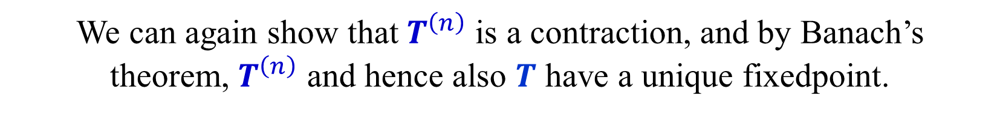 We can again show that T^(n) is a contraction, and by Banach’s
theorem, T^(n) and hence also T have a unique fixedpoint.